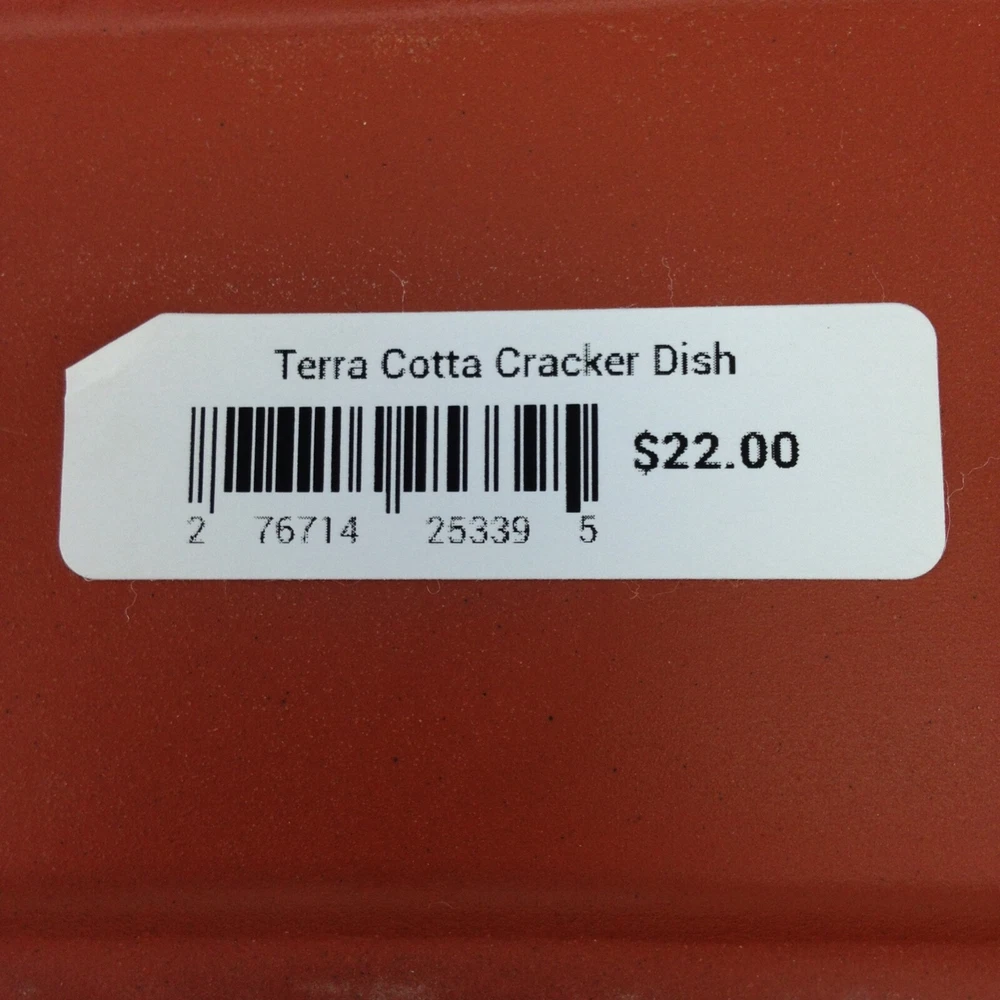 Terra Cotta Cracker Dish
$22.00
2 76714 25339 5